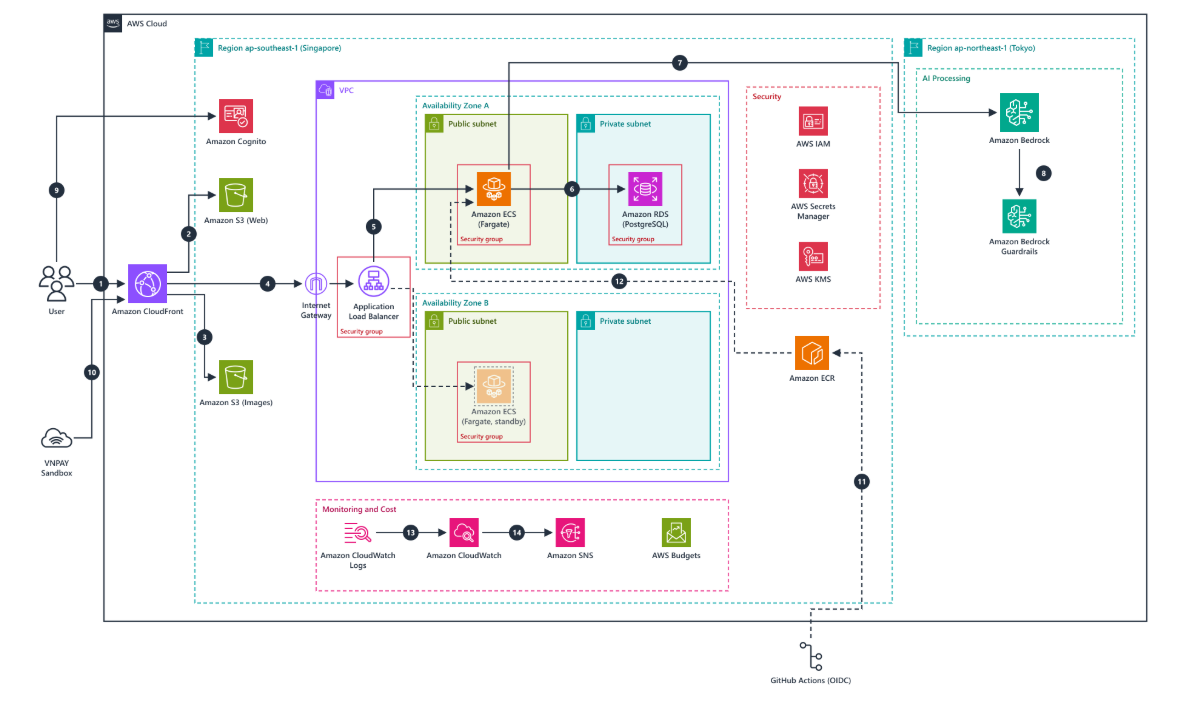 aws
AWS Cloud
Region ap-southeast-1 (Singapore)
Region ap-northeast-1 (Tokyo)
7
AI Processing
VPC
Security
Availability Zone A
Public subnet
Private subnet
Amazon Cognito
AWS IAM
Amazon Bedrock
8
9
6
Amazon ECS
(Fargate)
Security group
Amazon RDS
(PostgreSQL)
Security group
AWS Secrets
Manager
Amazon S3 (Web)
5
2
Amazon Bedrock
Guardrails
AWS KMS
1
4
12
User
Amazon CloudFront
Internet
Gateway
Application
Load Balancer
Security group
Availability Zone B
Public subnet
Private subnet
3
10
Amazon S3 (Images)
Amazon ECR
Amazon ECS
(Fargate, standby)
Security group
VNPAY
Sandbox
11
Monitoring and Cost
13
14
Amazon CloudWatch
Logs
Amazon CloudWatch
Amazon SNS
AWS Budgets
GitHub Actions (OIDC)